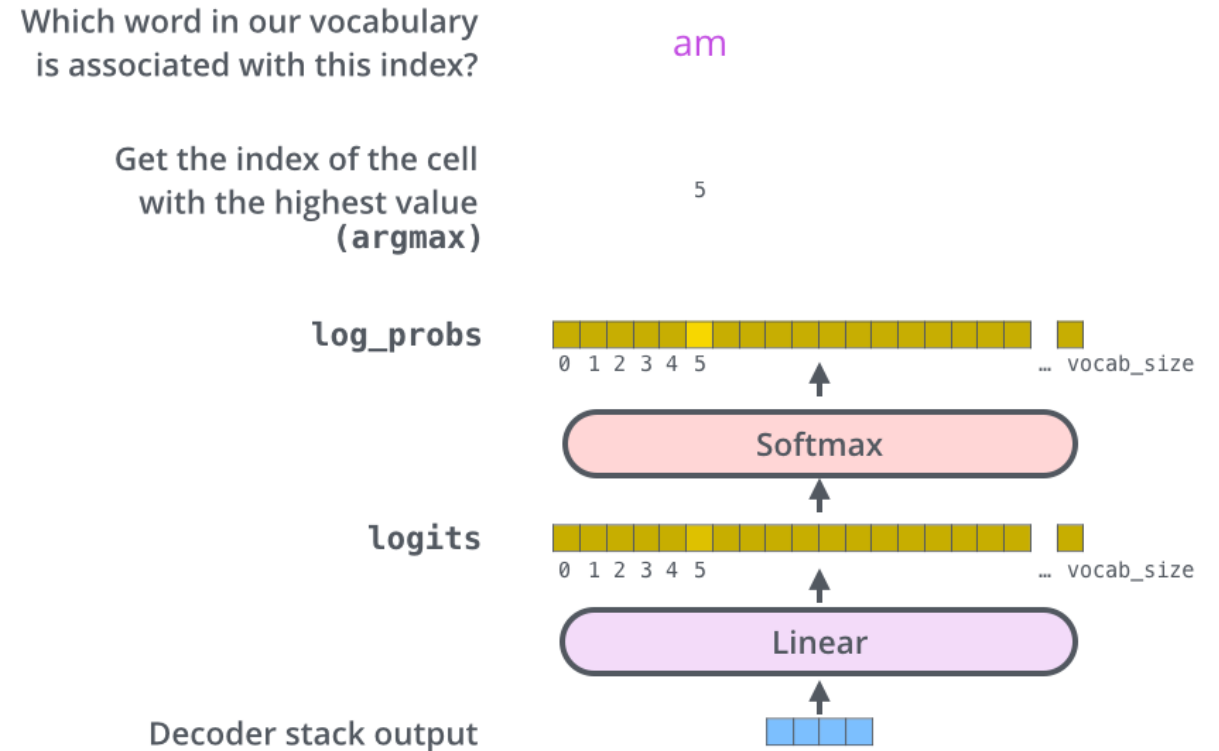 Which word in our vocabulary
is associated with this index?
am
Get the index of the cell
with the highest value
(argmax)
5
log_probs
0 1 2 3 4 5 … vocab_size
Softmax
logits
0 1 2 3 4 5 … vocab_size
Linear
Decoder stack output